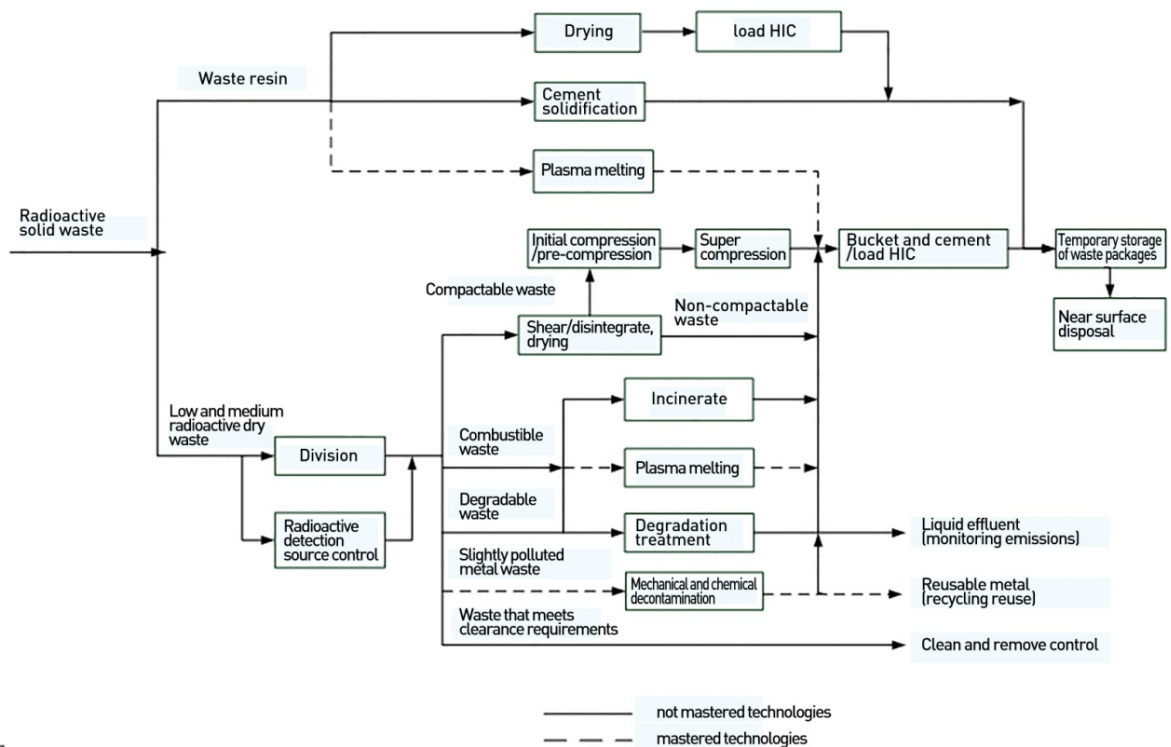 Drying
load HIC
Waste resin
Cement
solidification
Plasma melting
Radioactive
solid waste
Initial compression
/pre-compression
Super
compression
Bucket and cement
/load HIC
Temporary storage
of waste packages
Compactable waste
Non-compactable
waste
Near surface
disposal
Shear/disintegrate,
drying
Low and medium
radioactive dry
waste
Division
Combustible
waste
Incinerate
Plasma melting
Degradable
waste
Radioactive
detection
source control
Degradation
treatment
Liquid effluent
(monitoring emissions)
Slightly polluted
metal waste
Mechanical and chemical
decontamination
Reusable metal
(recycling reuse)
Waste that meets
clearance requirements
Clean and remove control
not mastered technologies
mastered technologies